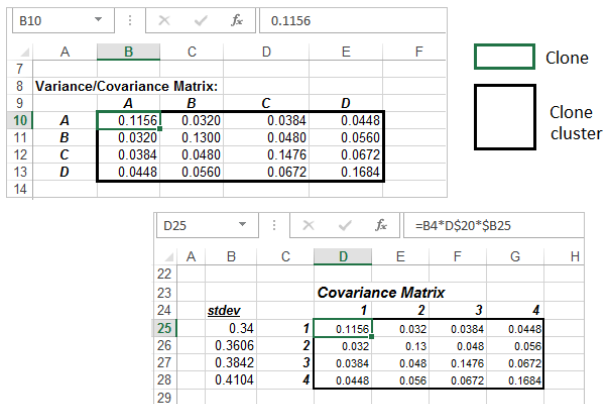 B10 fx 0.1156
A B C D E F
7
8 Variance/Covariance Matrix:
9 A B C D
10 A 0.1156 0.0320 0.0384 0.0448
11 B 0.0320 0.1300 0.0480 0.0560
12 C 0.0384 0.0480 0.1476 0.0672
13 D 0.0448 0.0560 0.0672 0.1684
14
Clone
Clone
cluster
D25 fx =B4*D$20*$B25
A B C D E F G H
22
23 Covariance Matrix
24 stdev 1 2 3 4
25 0.34 1 0.1156 0.032 0.0384 0.0448
26 0.3606 2 0.032 0.13 0.048 0.056
27 0.3842 3 0.0384 0.048 0.1476 0.0672
28 0.4104 4 0.0448 0.056 0.0672 0.1684
29